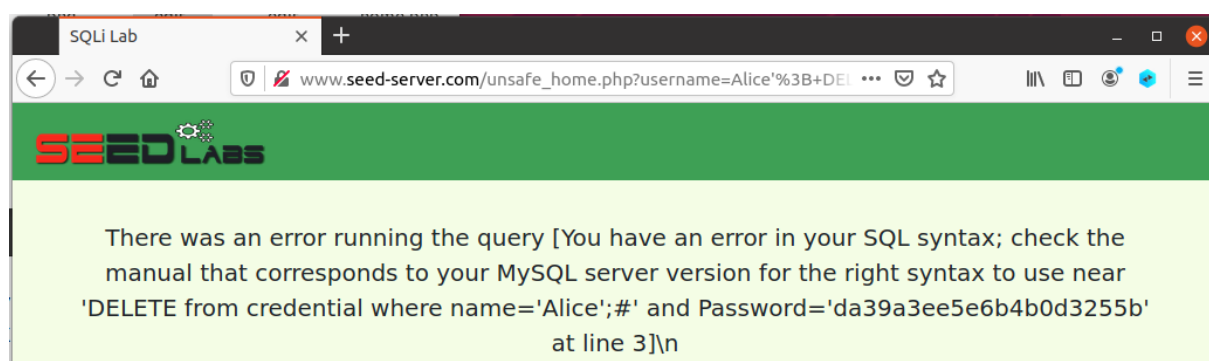 SQLi Lab
www.seed-server.com/unsafe_home.php?username=Alice'%3B+DEL
SEED LABS
There was an error running the query [You have an error in your SQL syntax; check the
manual that corresponds to your MySQL server version for the right syntax to use near
'DELETE from credential where name='Alice';#' and Password='da39a3ee5e6b4b0d3255b'
at line 3]\n